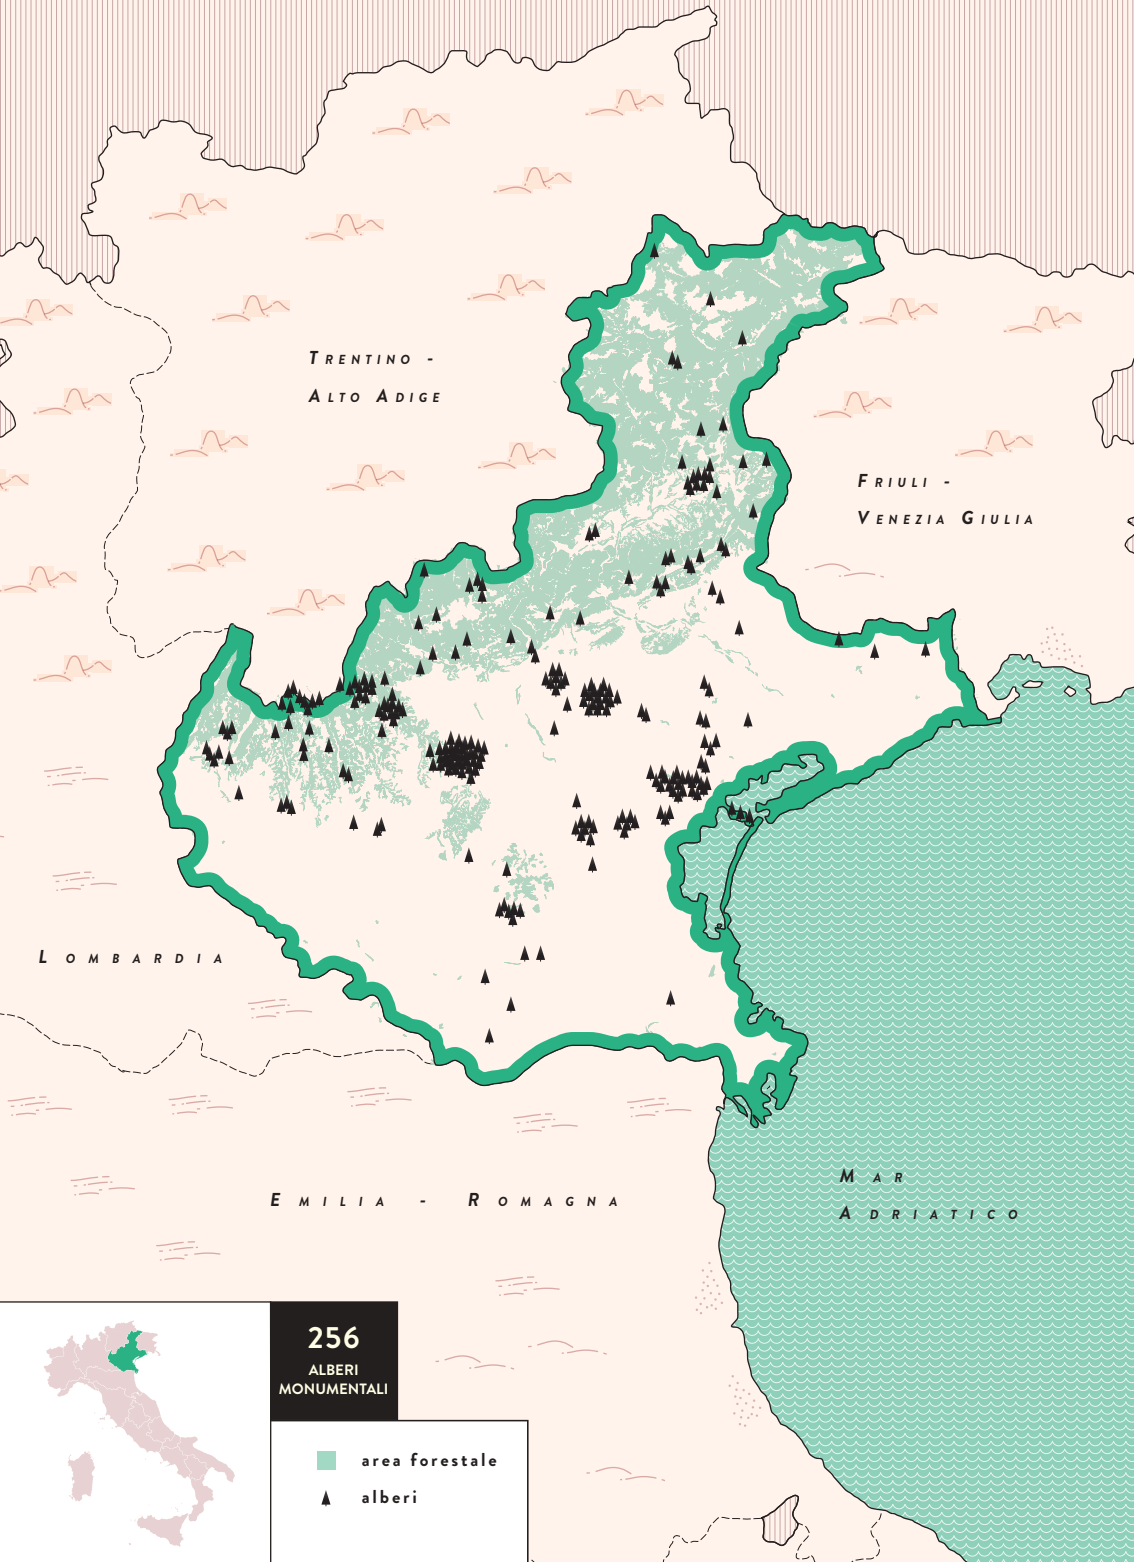 TRENTINO -
ALTO ADIGE
FRIULI -
VENEZIA GIULIA
LOMBARDIA
MAR
ADRIATICO
EMILIA - ROMAGNA
256
ALBERI
MONUMENTALI
area forestale
alberi